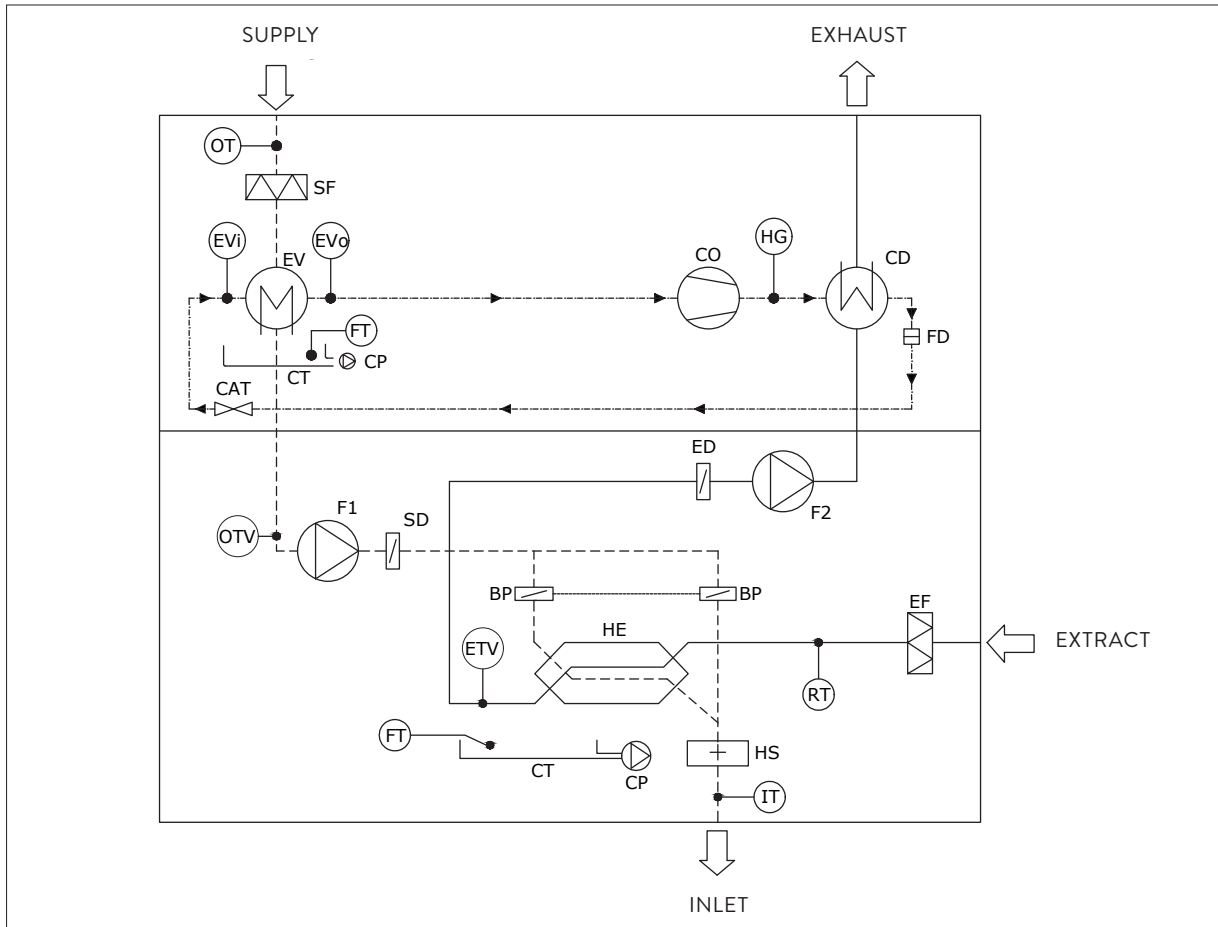 SUPPLY
EXHAUST
OT
SF
EVi
EV
EVo
CO
HG
CD
FT
CP
FD
CT
CAT
ED
F2
F1
SD
OTV
BP
BP
EF
HE
ETV
EXTRACT
RT
FT
HS
CT
CP
IT
INLET